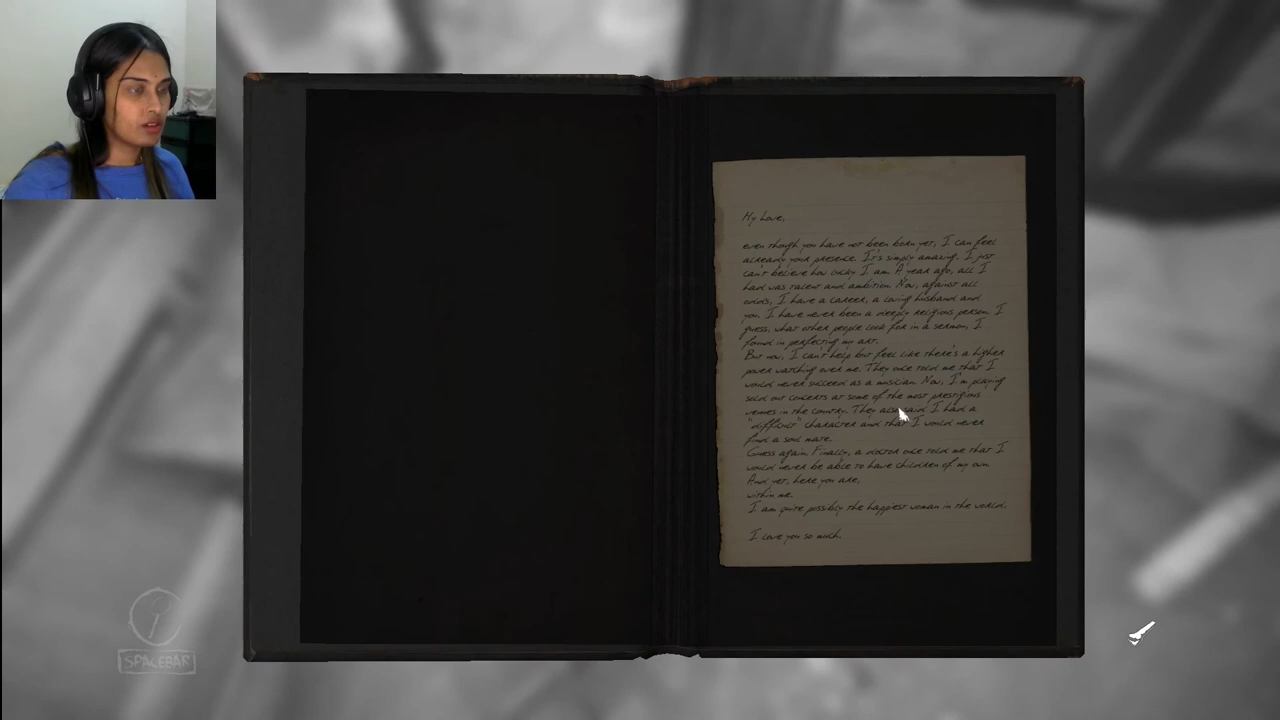 My Love,
even though you have not been born yet, I can feel
already your presence. It's simply amazing. I just
can't believe how lucky I am. A year ago, all I
had was talent and ambition. Now, against all
odds, I have a career, a loving husband and
you. I have never been a deeply religious person. I
guess, what other people look for in a sermon, I
found in perfecting my art.
But now, I can't help but feel like there's a higher
power watching over me. They once told me that I
would never succeed as a musician. Now, I'm playing
sold out concerts at some of the most prestigious
venues in the country. They also said I had a
"difficult" character and that I would never
find a soul mate.
Guess again. Finally, a doctor once told me that I
would never be able to have children of my own
And yet, here you are,
within me.
I am quite possibly the happiest woman in the world.
I love you so much.
SPACEBAR